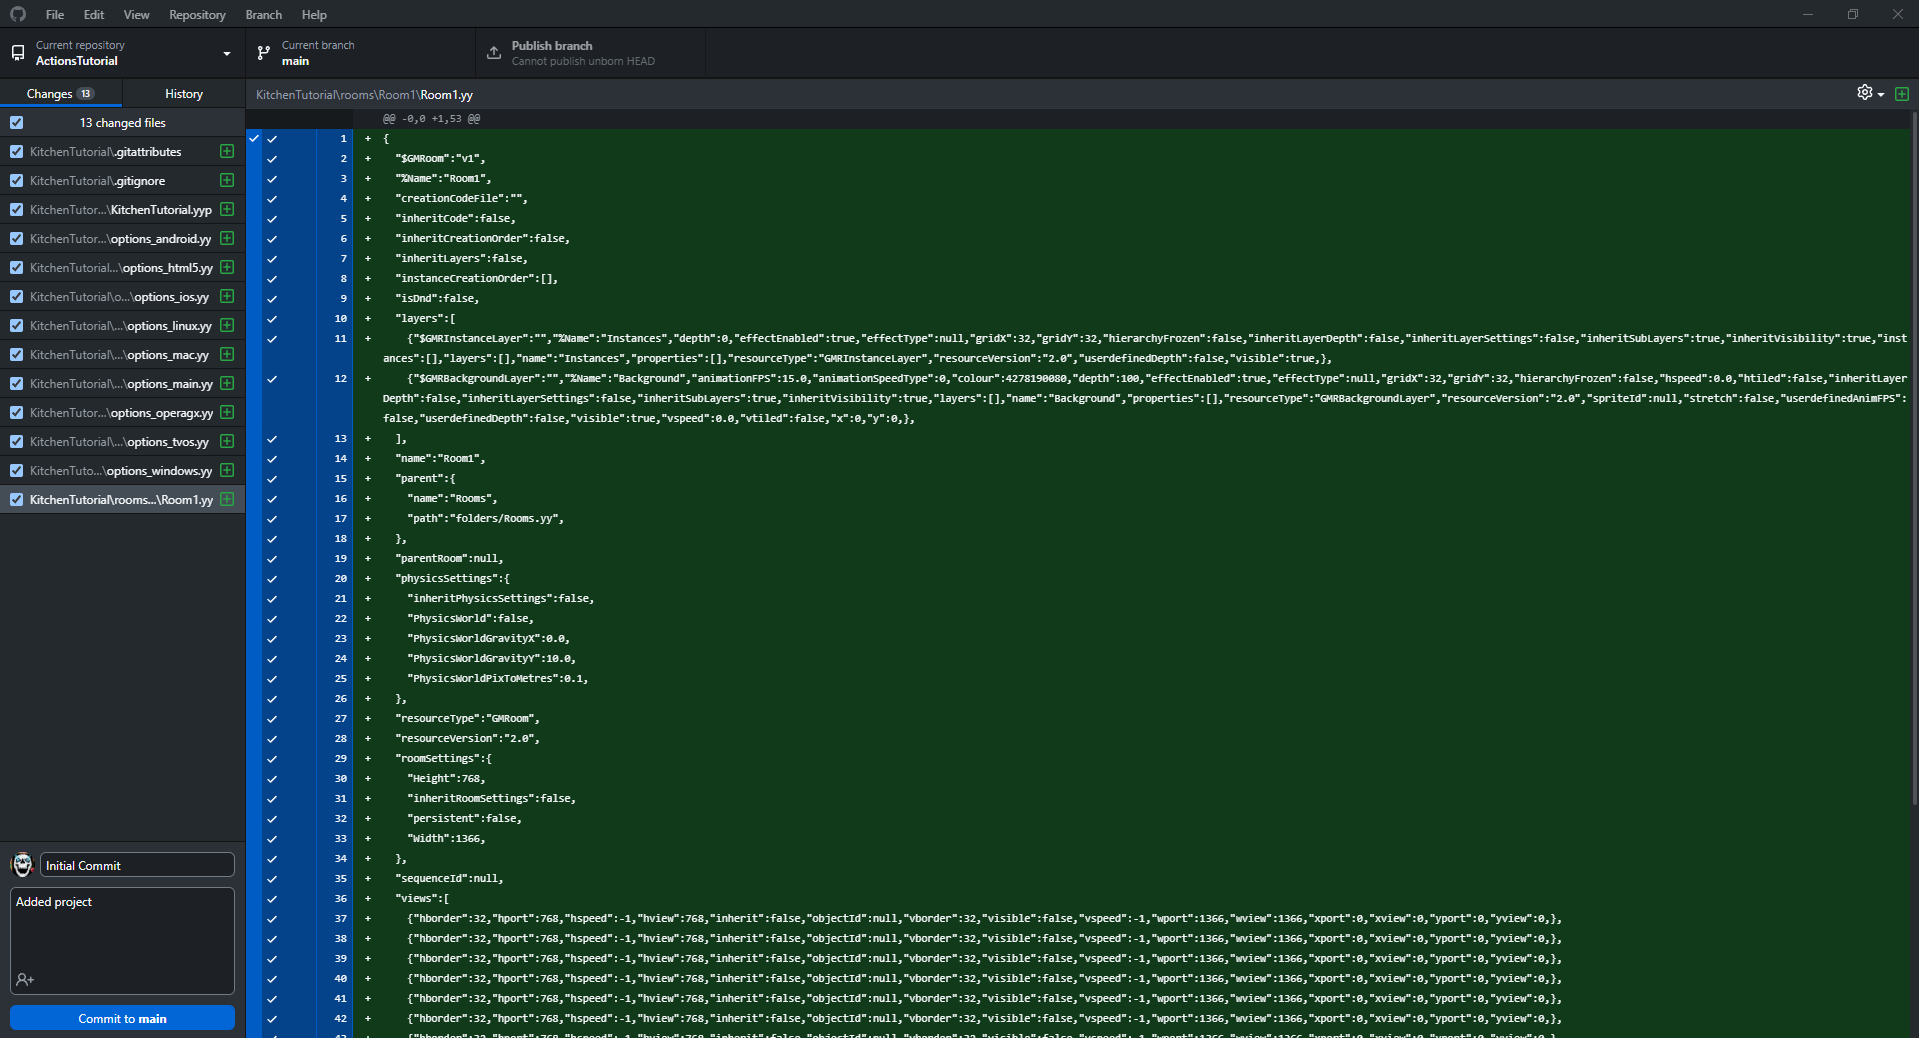 File Edit View Repository Branch Help
Current repository
ActionsTutorial
Current branch
main
Publish branch
Cannot publish unborn HEAD
Changes 13
History
13 changed files
KitchenTutorial\.gitattributes
KitchenTutorial\.gitignore
KitchenTutor...\KitchenTutorial.yyp
KitchenTutor...\options_android.yy
KitchenTutorial...\options_html5.yy
KitchenTutorial\o...\options_ios.yy
KitchenTutorial\...\options_linux.yy
KitchenTutorial\...\options_mac.yy
KitchenTutorial\...\options_main.yy
KitchenTutor...\options_operagx.yy
KitchenTutorial\...\options_tvos.yy
KitchenTuto...\options_windows.yy
KitchenTutorial\rooms...\Room1.yy
Initial Commit
Added project
Commit to main
KitchenTutorial\rooms\Room1\Room1.yy
@@ -0,0 +1,53 @@
1 + {
2 + "$GMRoom":"v1",
3 + "%Name":"Room1",
4 + "creationCodeFile":"",
5 + "inheritCode":false,
6 + "inheritCreationOrder":false,
7 + "inheritLayers":false,
8 + "instanceCreationOrder":[],
9 + "isDnd":false,
10 + "layers":[
11 + {"$GMRInstanceLayer":"","%Name":"Instances","depth":0,"effectEnabled":true,"effectType":null,"gridX":32,"gridY":32,"hierarchyFrozen":false,"inheritLayerDepth":false,"inheritLayerSettings":false,"inheritSubLayers":true,"inheritVisibility":true,"inst
ances":[],"layers":[],"name":"Instances","properties":[],"resourceType":"GMRInstanceLayer","resourceVersion":"2.0","userdefinedDepth":false,"visible":true,},
12 + {"$GMRBackgroundLayer":"","%Name":"Background","animationFPS":15.0,"animationSpeedType":0,"colour":4278190080,"depth":100,"effectEnabled":true,"effectType":null,"gridX":32,"gridY":32,"hierarchyFrozen":false,"hspeed":0.0,"htiled":false,"inheritLayer
Depth":false,"inheritLayerSettings":false,"inheritSubLayers":true,"inheritVisibility":true,"layers":[],"name":"Background","properties":[],"resourceType":"GMRBackgroundLayer","resourceVersion":"2.0","spriteId":null,"stretch":false,"userdefinedAnimFPS":
false,"userdefinedDepth":false,"visible":true,"vspeed":0.0,"vtiled":false,"x":0,"y":0,},
13 + ],
14 + "name":"Room1",
15 + "parent":{
16 + "name":"Rooms",
17 + "path":"folders/Rooms.yy",
18 + },
19 + "parentRoom":null,
20 + "physicsSettings":{
21 + "inheritPhysicsSettings":false,
22 + "PhysicsWorld":false,
23 + "PhysicsWorldGravityX":0.0,
24 + "PhysicsWorldGravityY":10.0,
25 + "PhysicsWorldPixToMetres":0.1,
26 + },
27 + "resourceType":"GMRoom",
28 + "resourceVersion":"2.0",
29 + "roomSettings":{
30 + "Height":768,
31 + "inheritRoomSettings":false,
32 + "persistent":false,
33 + "Width":1366,
34 + },
35 + "sequenceId":null,
36 + "views":[
37 + {"hborder":32,"hport":768,"hspeed":-1,"hview":768,"inherit":false,"objectId":null,"vborder":32,"visible":false,"vspeed":-1,"wport":1366,"wview":1366,"xport":0,"xview":0,"yport":0,"yview":0,},
38 + {"hborder":32,"hport":768,"hspeed":-1,"hview":768,"inherit":false,"objectId":null,"vborder":32,"visible":false,"vspeed":-1,"wport":1366,"wview":1366,"xport":0,"xview":0,"yport":0,"yview":0,},
39 + {"hborder":32,"hport":768,"hspeed":-1,"hview":768,"inherit":false,"objectId":null,"vborder":32,"visible":false,"vspeed":-1,"wport":1366,"wview":1366,"xport":0,"xview":0,"yport":0,"yview":0,},
40 + {"hborder":32,"hport":768,"hspeed":-1,"hview":768,"inherit":false,"objectId":null,"vborder":32,"visible":false,"vspeed":-1,"wport":1366,"wview":1366,"xport":0,"xview":0,"yport":0,"yview":0,},
41 + {"hborder":32,"hport":768,"hspeed":-1,"hview":768,"inherit":false,"objectId":null,"vborder":32,"visible":false,"vspeed":-1,"wport":1366,"wview":1366,"xport":0,"xview":0,"yport":0,"yview":0,},
42 + {"hborder":32,"hport":768,"hspeed":-1,"hview":768,"inherit":false,"objectId":null,"vborder":32,"visible":false,"vspeed":-1,"wport":1366,"wview":1366,"xport":0,"xview":0,"yport":0,"yview":0,},